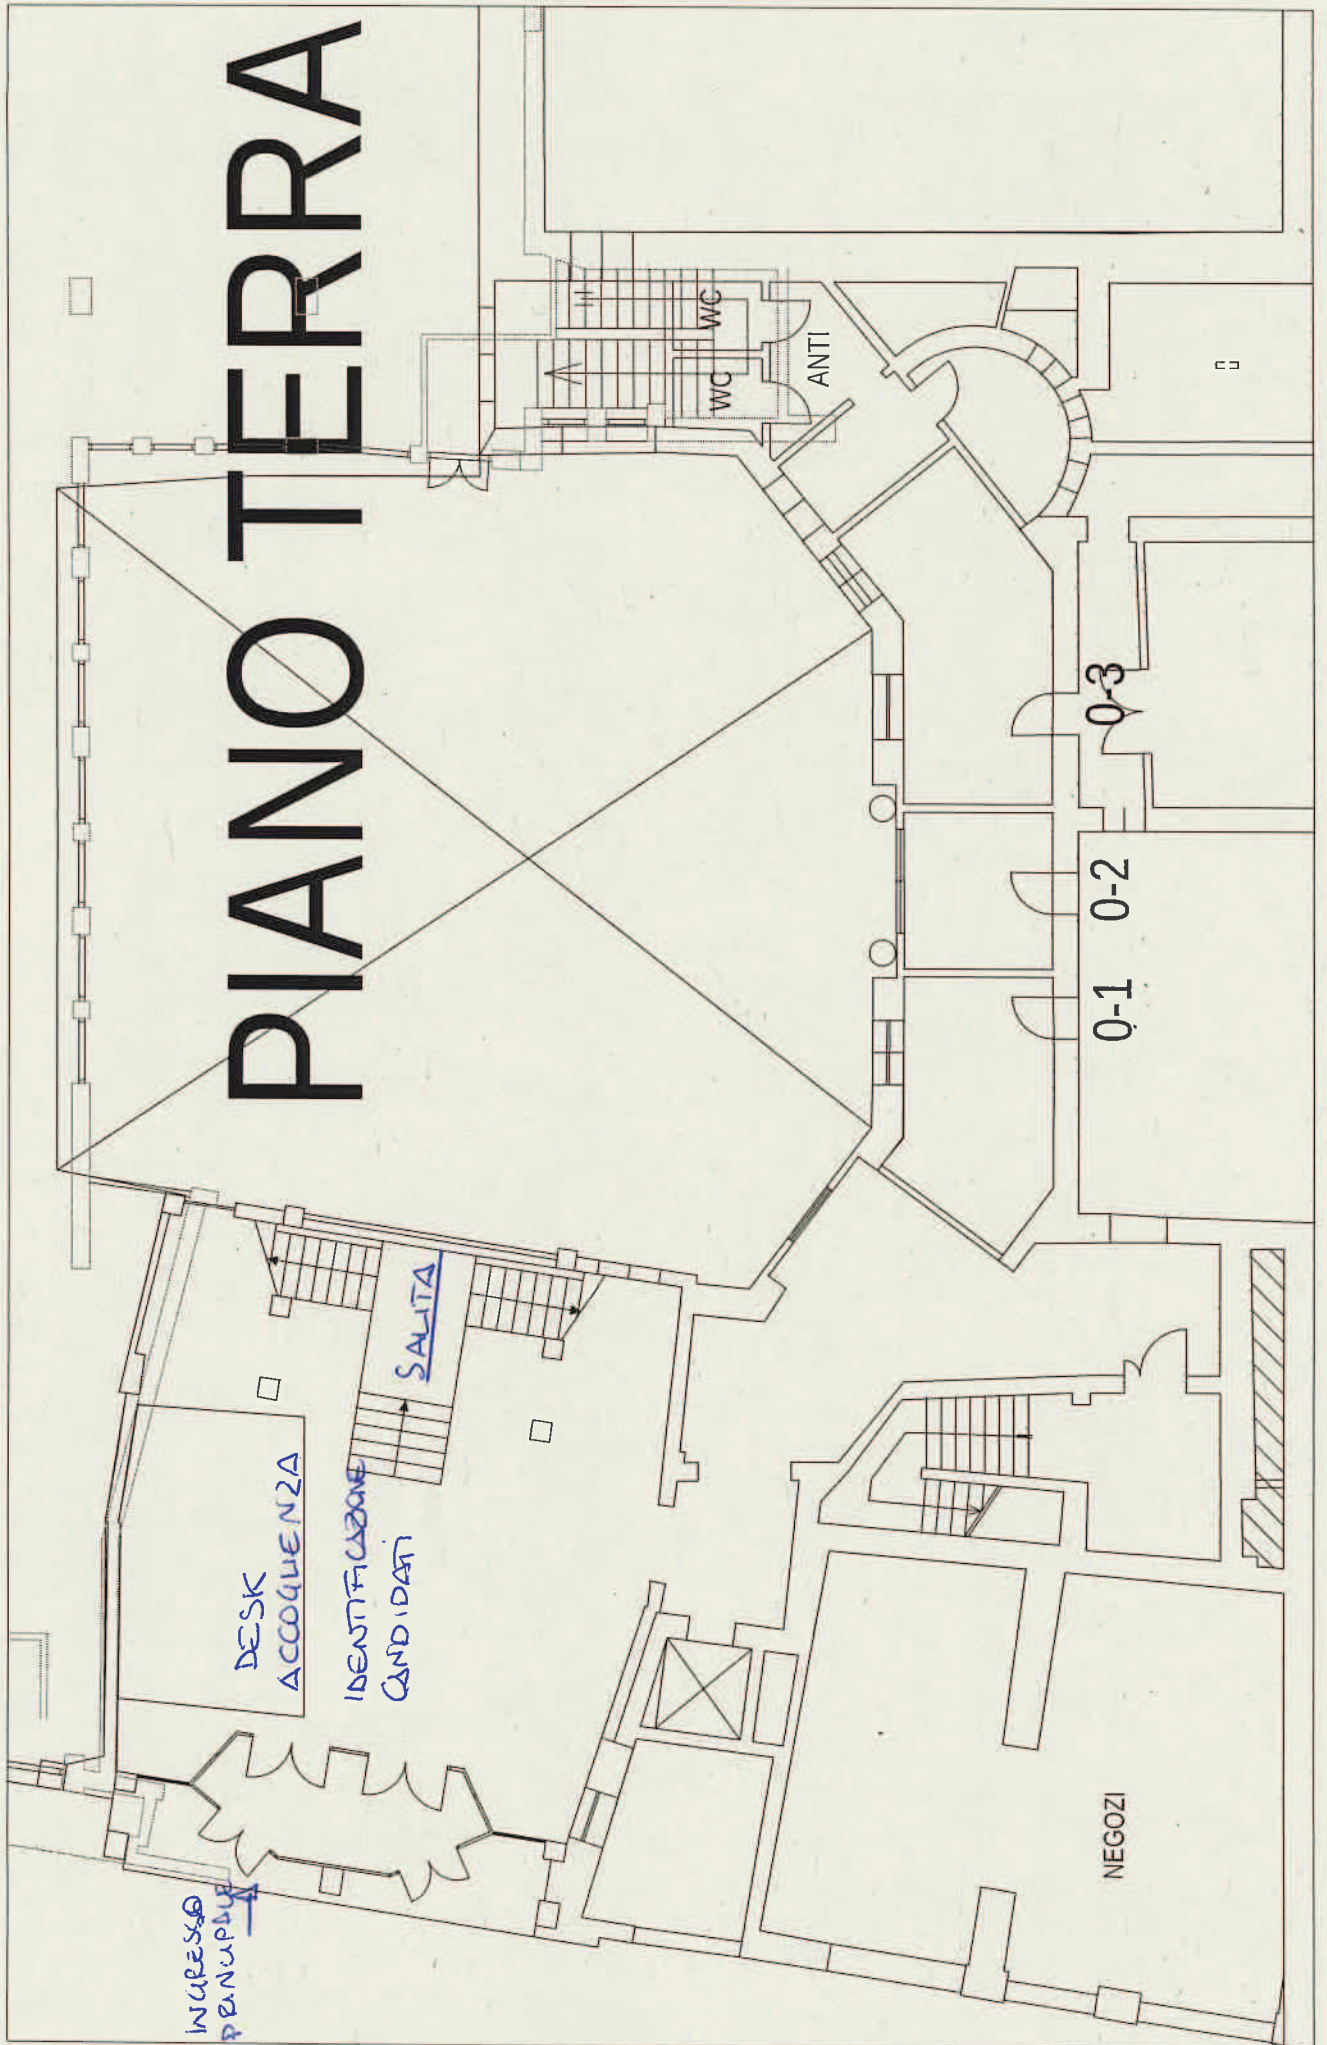 PIANO TERRA
WC
WC
ANTI
0-3
0-2
0-1
SALITA
DESK
ACCOGLIENZA
IDENTIFICAZIONE
CANDIDATI
INGRESSO
PRINCIPALE
NEGOZI